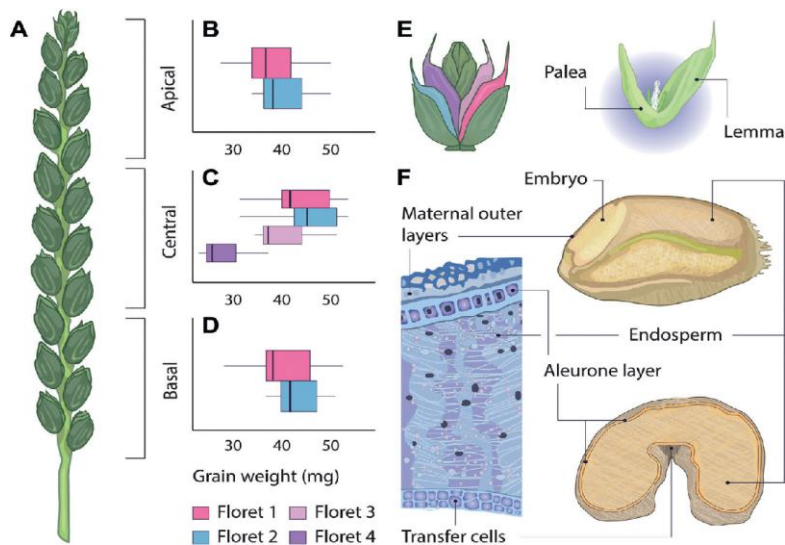 A
Apical
Central
Basal
B
30 40 50
C
30 40 50
D
30 40 50
Grain weight (mg)
Floret 1
Floret 3
Floret 2
Floret 4
E
Palea
Lemma
F
Embryo
Maternal outer
layers
Endosperm
Aleurone layer
Transfer cells